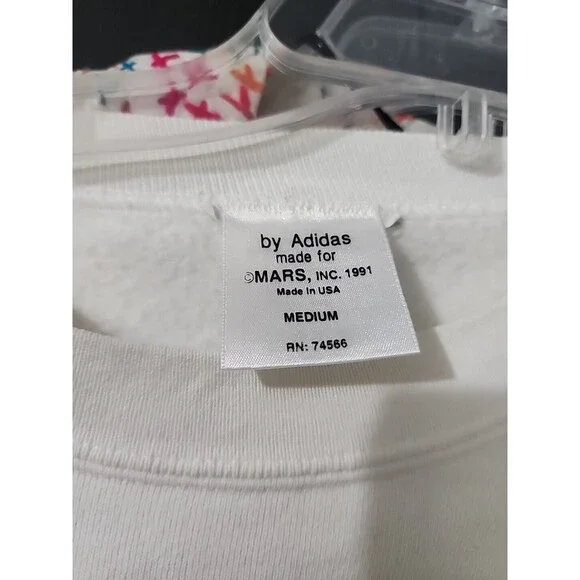 by Adidas
made for
©MARS, INC. 1991
Made In USA
MEDIUM
RN: 74566